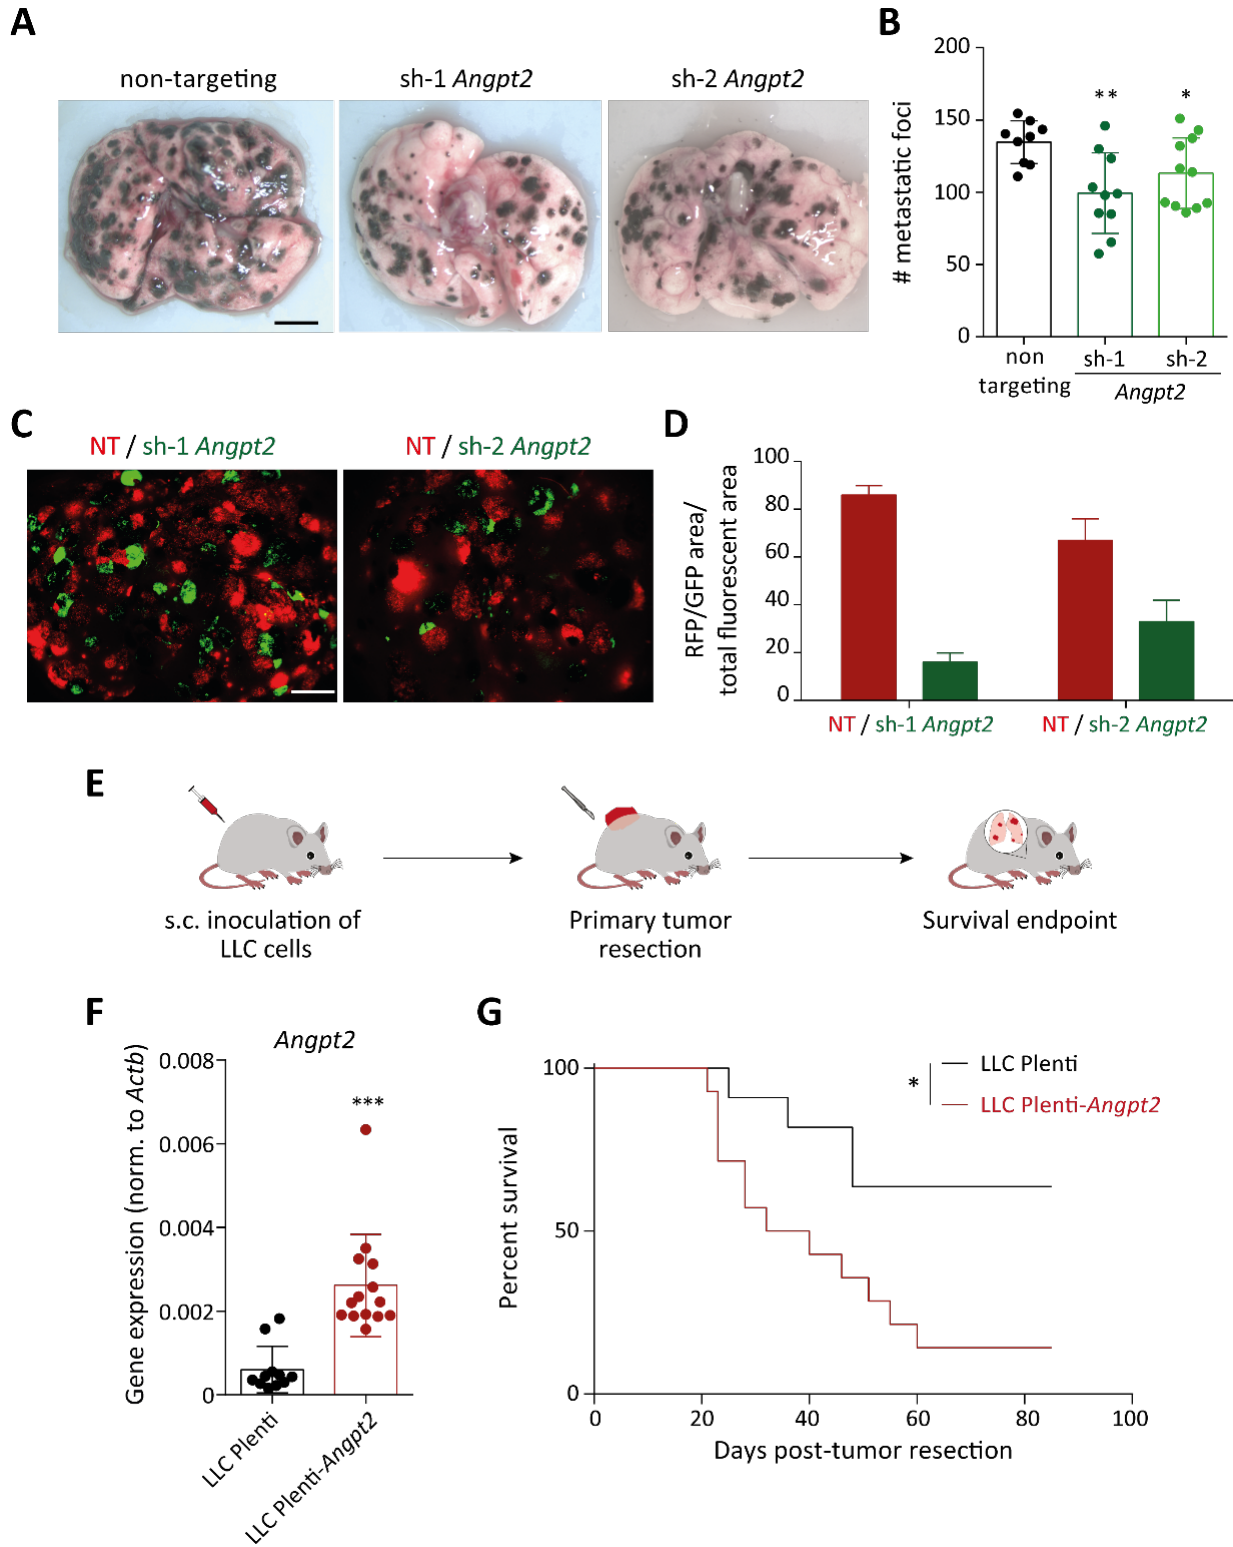 A
non-targeting
sh-1 Angpt2
sh-2 Angpt2
B
# metastatic foci
200
150
100
50
0
** *
non
targeting
sh-1 sh-2
Angpt2
C
NT / sh-1 Angpt2
NT / sh-2 Angpt2
D
RFP/GFP area/
total fluorescent area
100
80
60
40
20
0
NT / sh-1 Angpt2
NT / sh-2 Angpt2
E
s.c. inoculation of
LLC cells
Primary tumor
resection
Survival endpoint
F
Angpt2
Gene expression (norm. to Actb)
0.008
0.006
0.004
0.002
0
***
LLC Plenti
LLC Plenti-Angpt2
G
Percent survival
100
50
0
* LLC Plenti
LLC Plenti-Angpt2
0 20 40 60 80 100
Days post-tumor resection